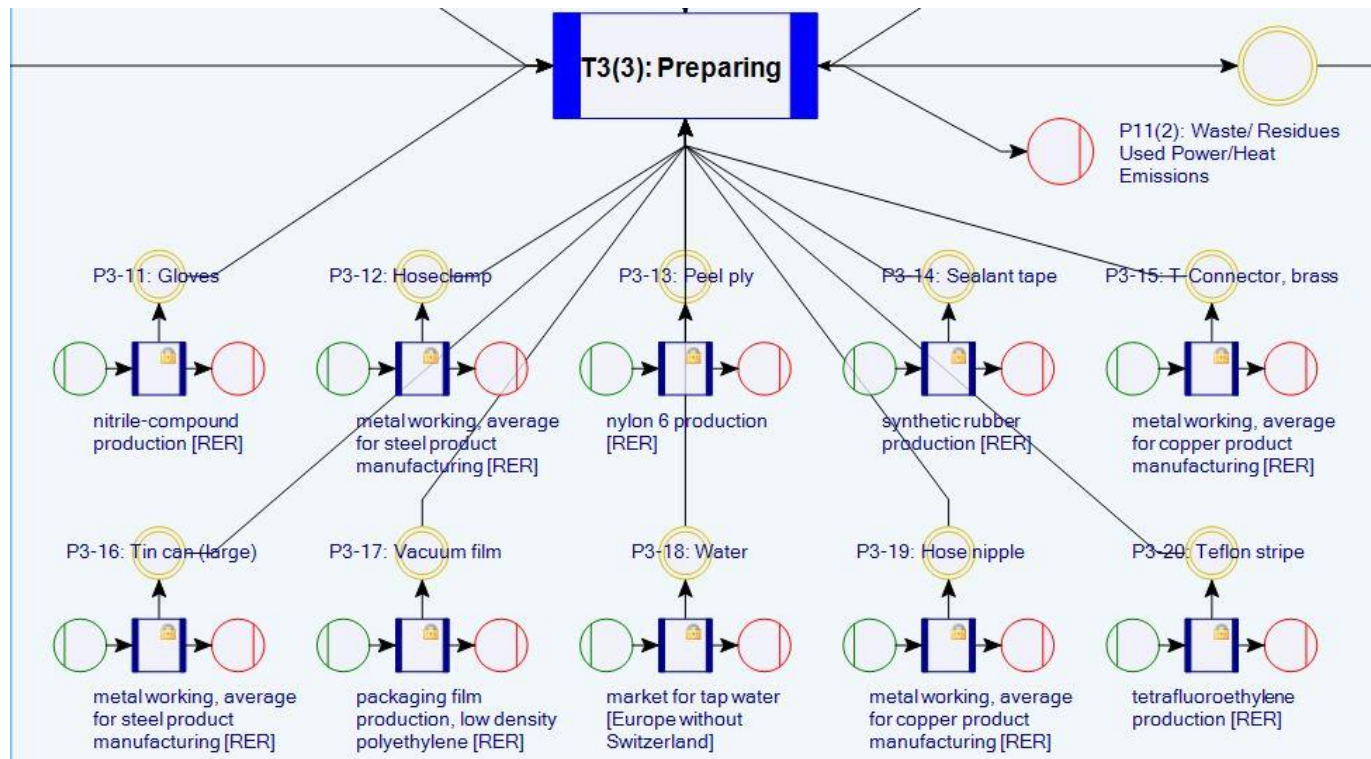 T3(3): Preparing
P11(2): Waste/ Residues
Used Power/Heat
Emissions
P3-11: Gloves
P3-12: Hoseclamp
P3-13: Peel ply
P3-14: Sealant tape
P3-15: T-Connector, brass
nitrile-compound
production [RER]
metal working, average
for steel product
manufacturing [RER]
nylon 6 production
[RER]
synthetic rubber
production [RER]
metal working, average
for copper product
manufacturing [RER]
P3-16: Tin can (large)
P3-17: Vacuum film
P3-18: Water
P3-19: Hose nipple
P3-20: Teflon stripe
metal working, average
for steel product
manufacturing [RER]
packaging film
production, low density
polyethylene [RER]
market for tap water
[Europe without
Switzerland]
metal working, average
for copper product
manufacturing [RER]
tetrafluoroethylene
production [RER]